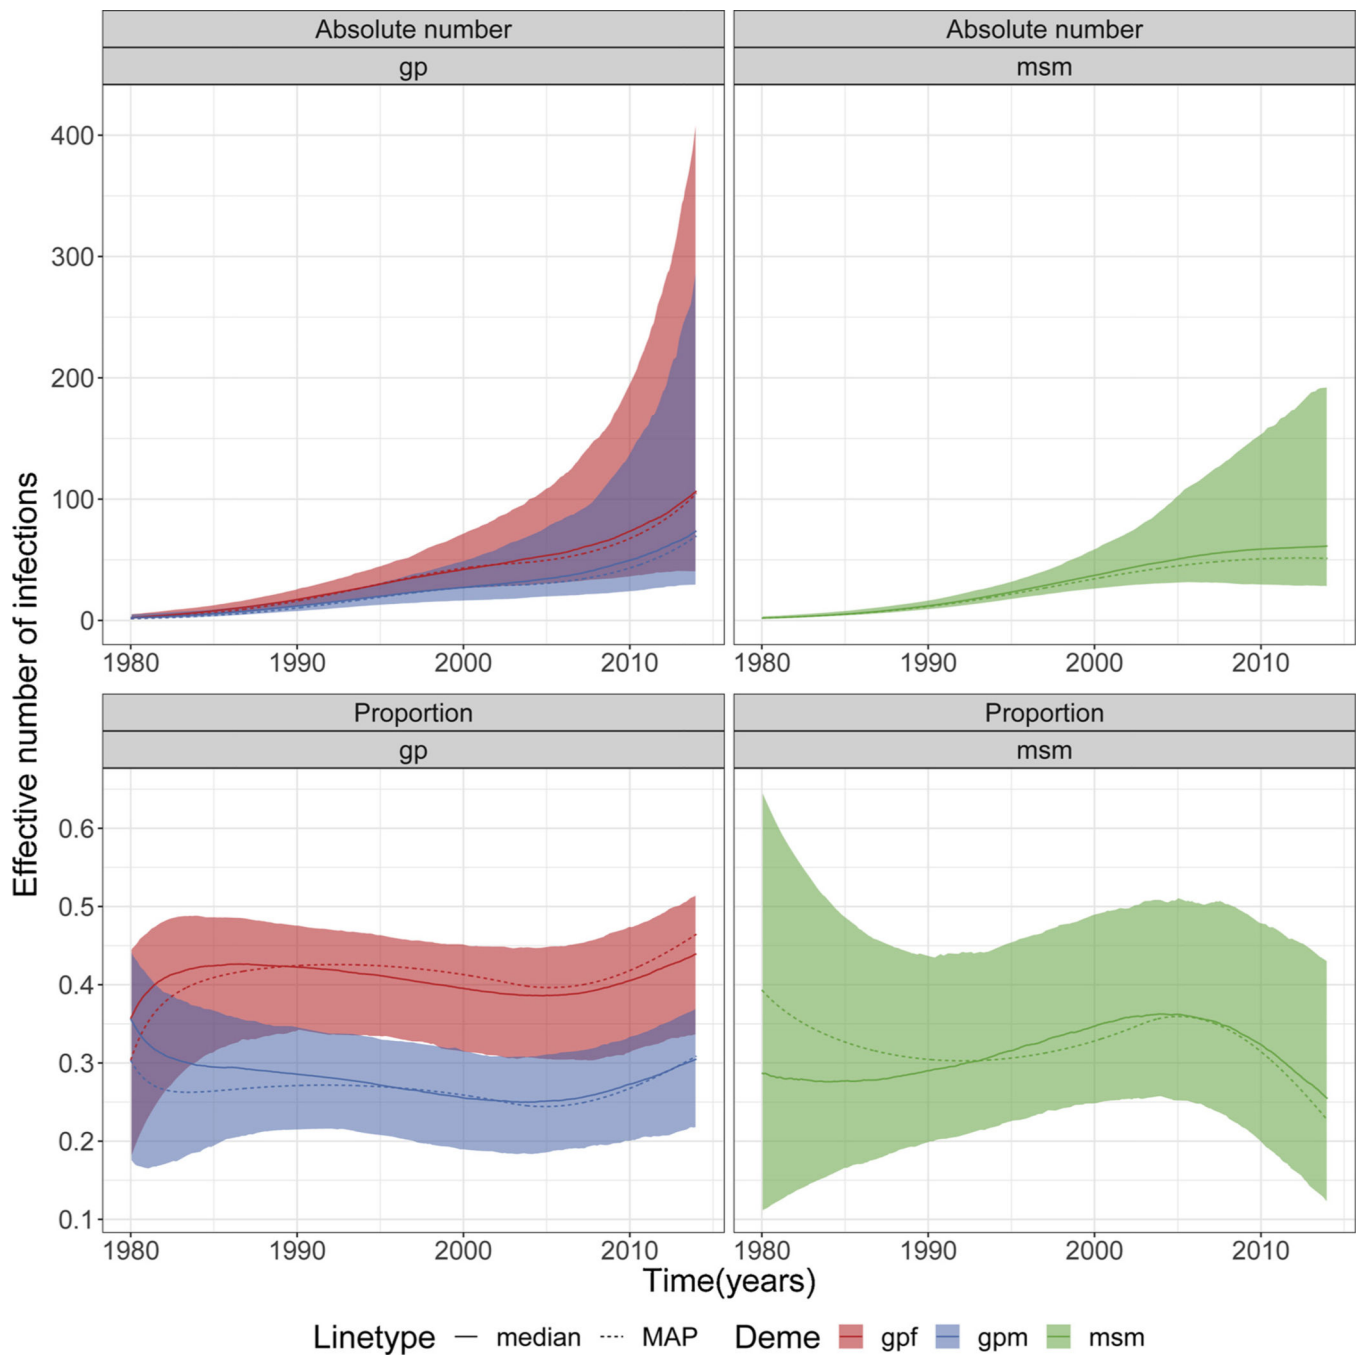 Absolute number
Absolute number
gp
msm
400
300
200
100
0
1980 1990 2000 2010
1980 1990 2000 2010
Effective number of infections
Proportion
Proportion
gp
msm
0.6
0.5
0.4
0.3
0.2
0.1
1980 1990 2000 2010
1980 1990 2000 2010
Time(years)
Linetype median MAP Deme gpf gpm msm